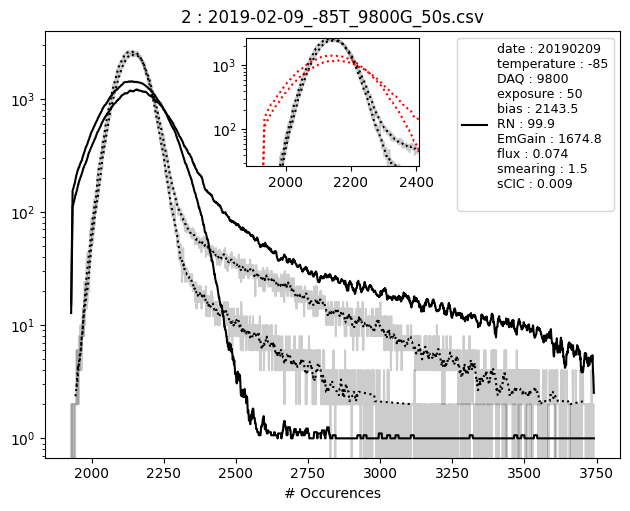 2 : 2019-02-09_-85T_9800G_50s.csv
10³
10²
10¹
10⁰
10³
10²
2000
2200
2400
date : 20190209
temperature : -85
DAQ : 9800
exposure : 50
bias : 2143.5
RN : 99.9
EmGain : 1674.8
flux : 0.074
smearing : 1.5
sCIC : 0.009
2000
2250
2500
2750
3000
3250
3500
3750
# Occurences